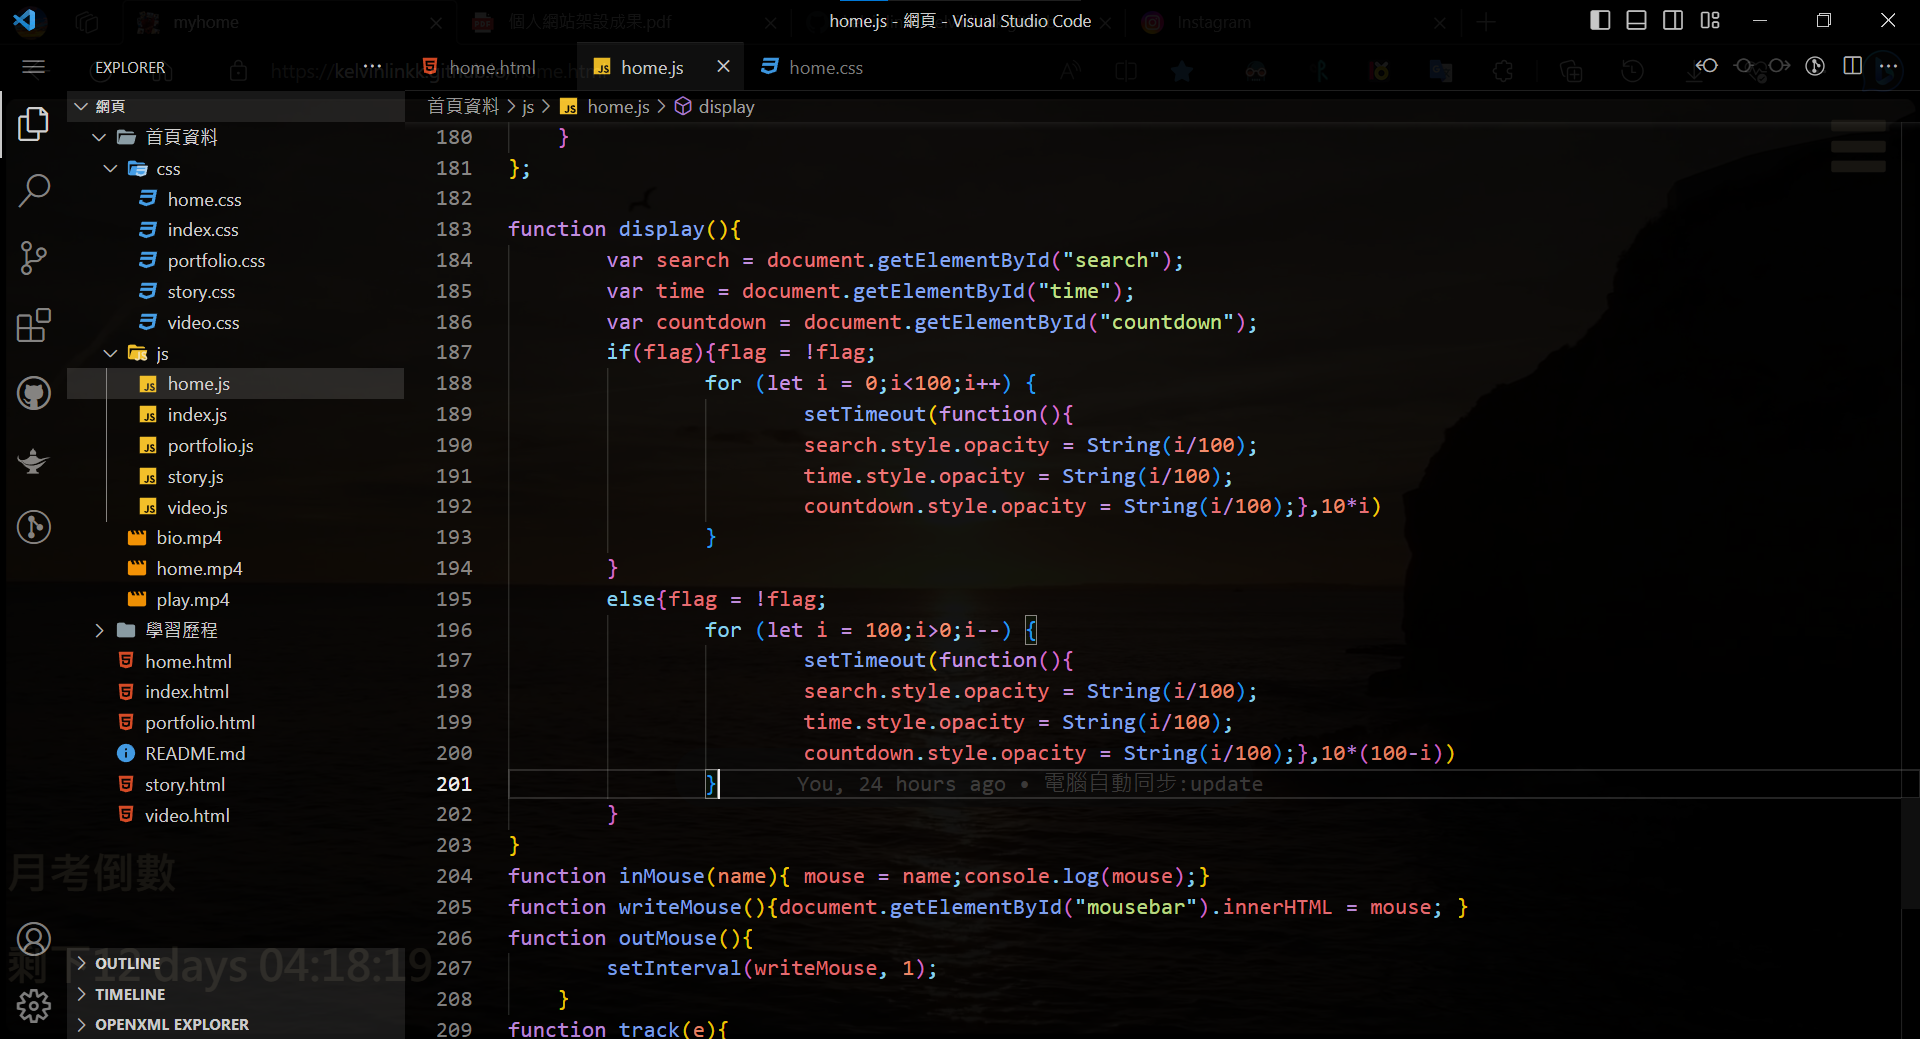 myhome
個人網站架設成果.pdf
home.js - 網頁 - Visual Studio Code
Instagram
EXPLORER
home.html
home.js
home.css
網頁
首頁資料 > js > home.js > display
首頁資料
css
home.css
index.css
portfolio.css
story.css
video.css
js
home.js
index.js
portfolio.js
story.js
video.js
bio.mp4
home.mp4
play.mp4
學習歷程
home.html
index.html
portfolio.html
README.md
story.html
video.html
月考倒數
剩下12 days 04:18:19
OUTLINE
TIMELINE
OPENXML EXPLORER
180 }
181 };
182
183 function display(){
184 var search = document.getElementById("search");
185 var time = document.getElementById("time");
186 var countdown = document.getElementById("countdown");
187 if(flag){flag = !flag;
188 for (let i = 0;i<100;i++) {
189 setTimeout(function(){
190 search.style.opacity = String(i/100);
191 time.style.opacity = String(i/100);
192 countdown.style.opacity = String(i/100);},10*i)
193 }
194 }
195 else{flag = !flag;
196 for (let i = 100;i>0;i--) {
197 setTimeout(function(){
198 search.style.opacity = String(i/100);
199 time.style.opacity = String(i/100);
200 countdown.style.opacity = String(i/100);},10*(100-i))
201 } You, 24 hours ago • 電腦自動同步:update
202 }
203 }
204 function inMouse(name){ mouse = name;console.log(mouse);}
205 function writeMouse(){document.getElementById("mousebar").innerHTML = mouse; }
206 function outMouse(){
207 setInterval(writeMouse, 1);
208 }
209 function track(e){